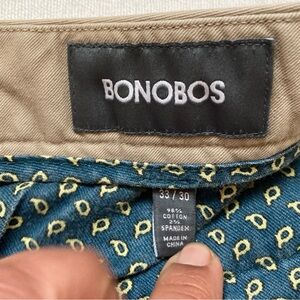 BONOBOS
33 / 30
98%
COTTON
2%
SPANDEX
MADE IN
CHINA